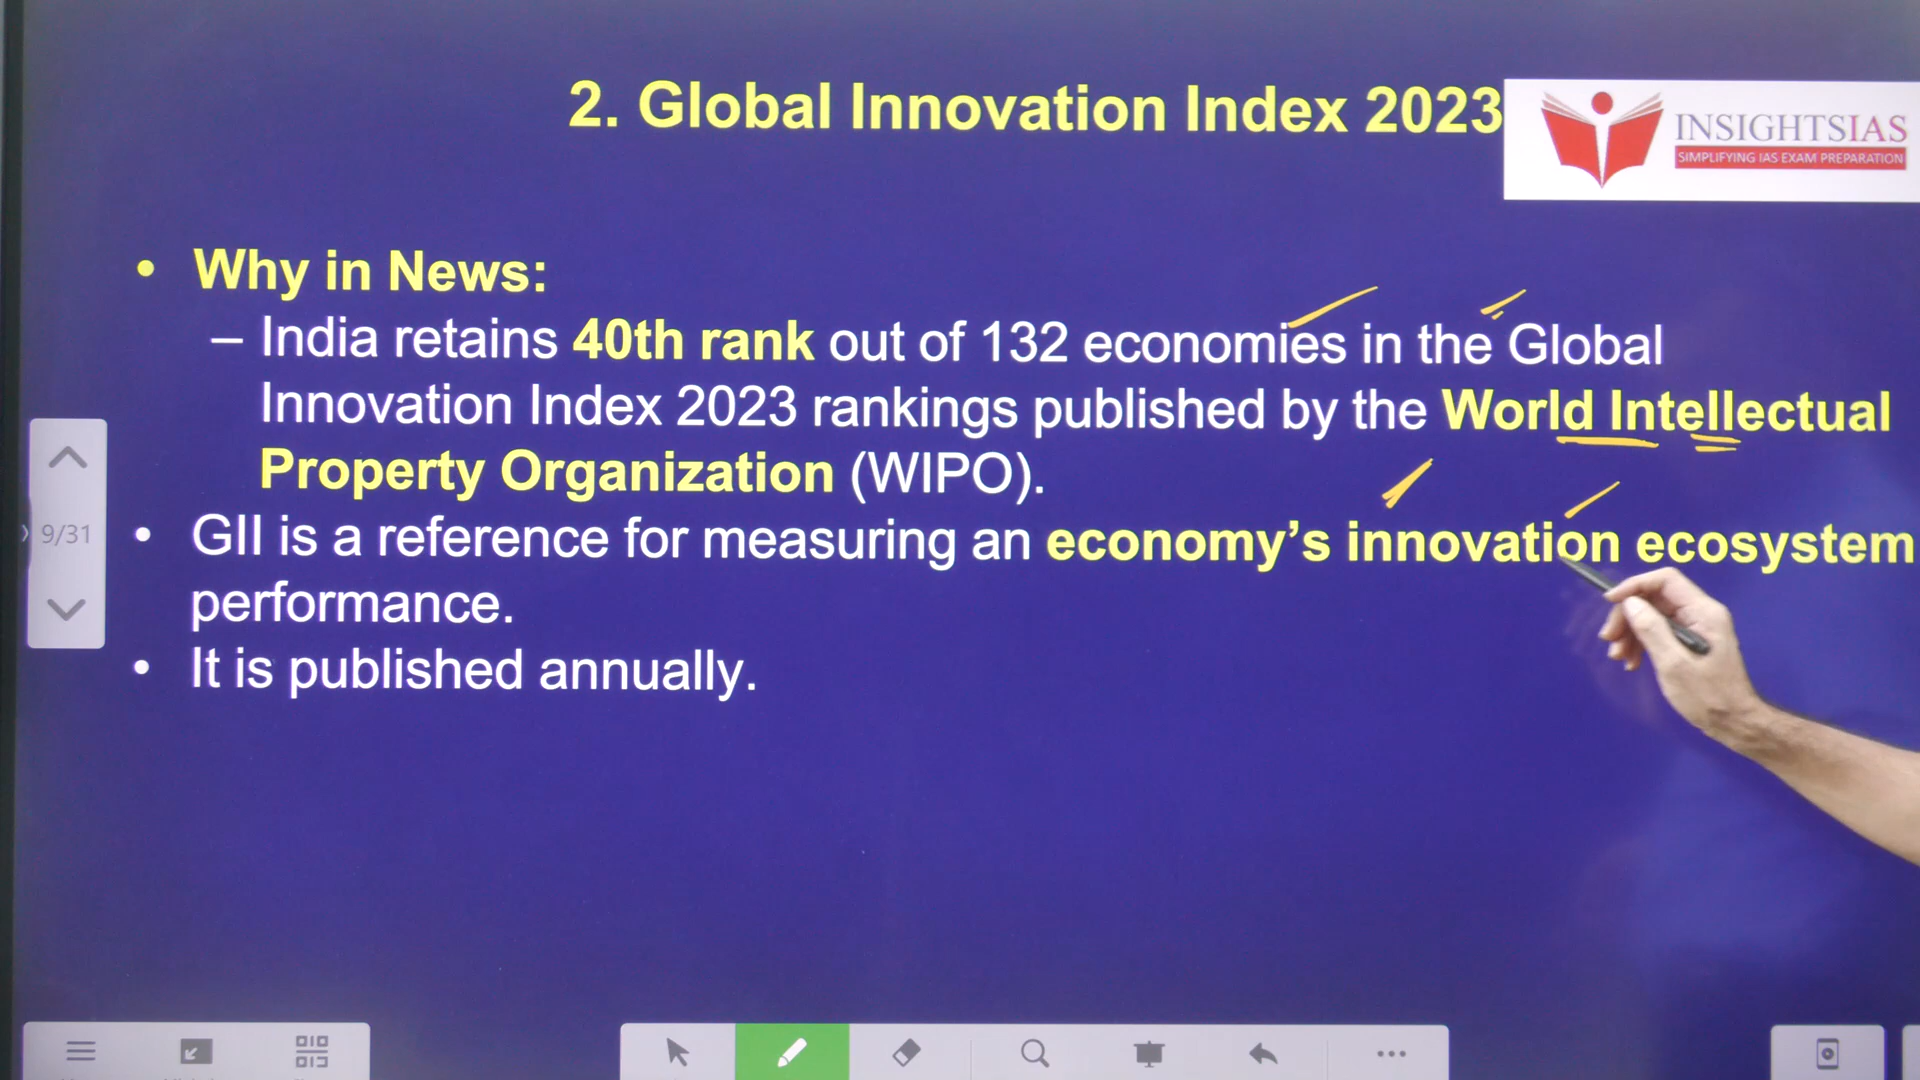 2. Global Innovation Index 2023
INSIGHTSIAS
SIMPLIFYING IAS EXAM PREPARATION
• Why in News:
– India retains 40th rank out of 132 economies in the Global
Innovation Index 2023 rankings published by the World Intellectual
Property Organization (WIPO).
• GII is a reference for measuring an economy's innovation ecosystem
performance.
• It is published annually.
9/31